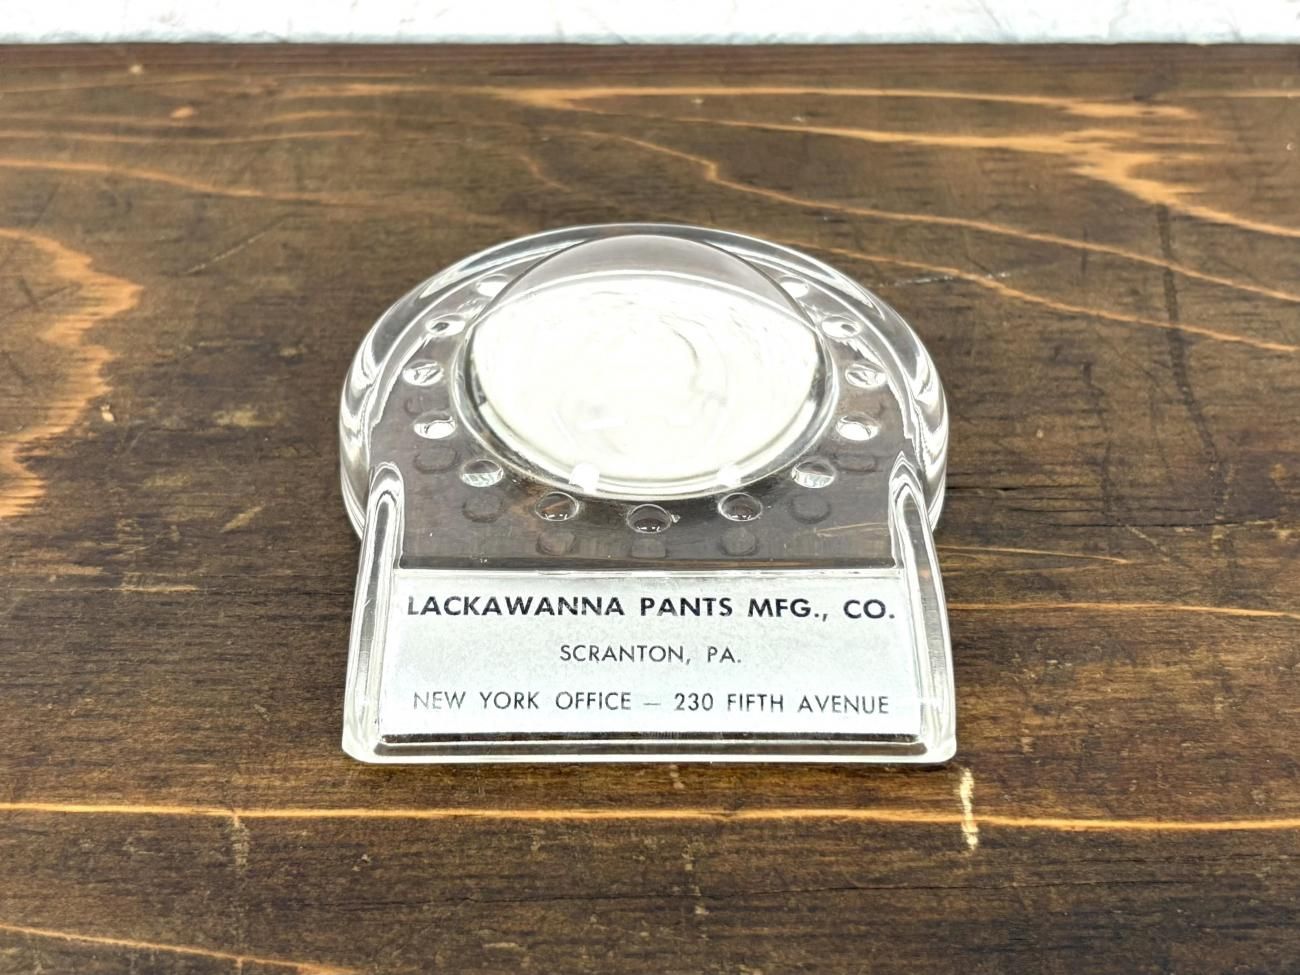 LACKAWANNA PANTS MFG., CO.
SCRANTON, PA.
NEW YORK OFFICE — 230 FIFTH AVENUE